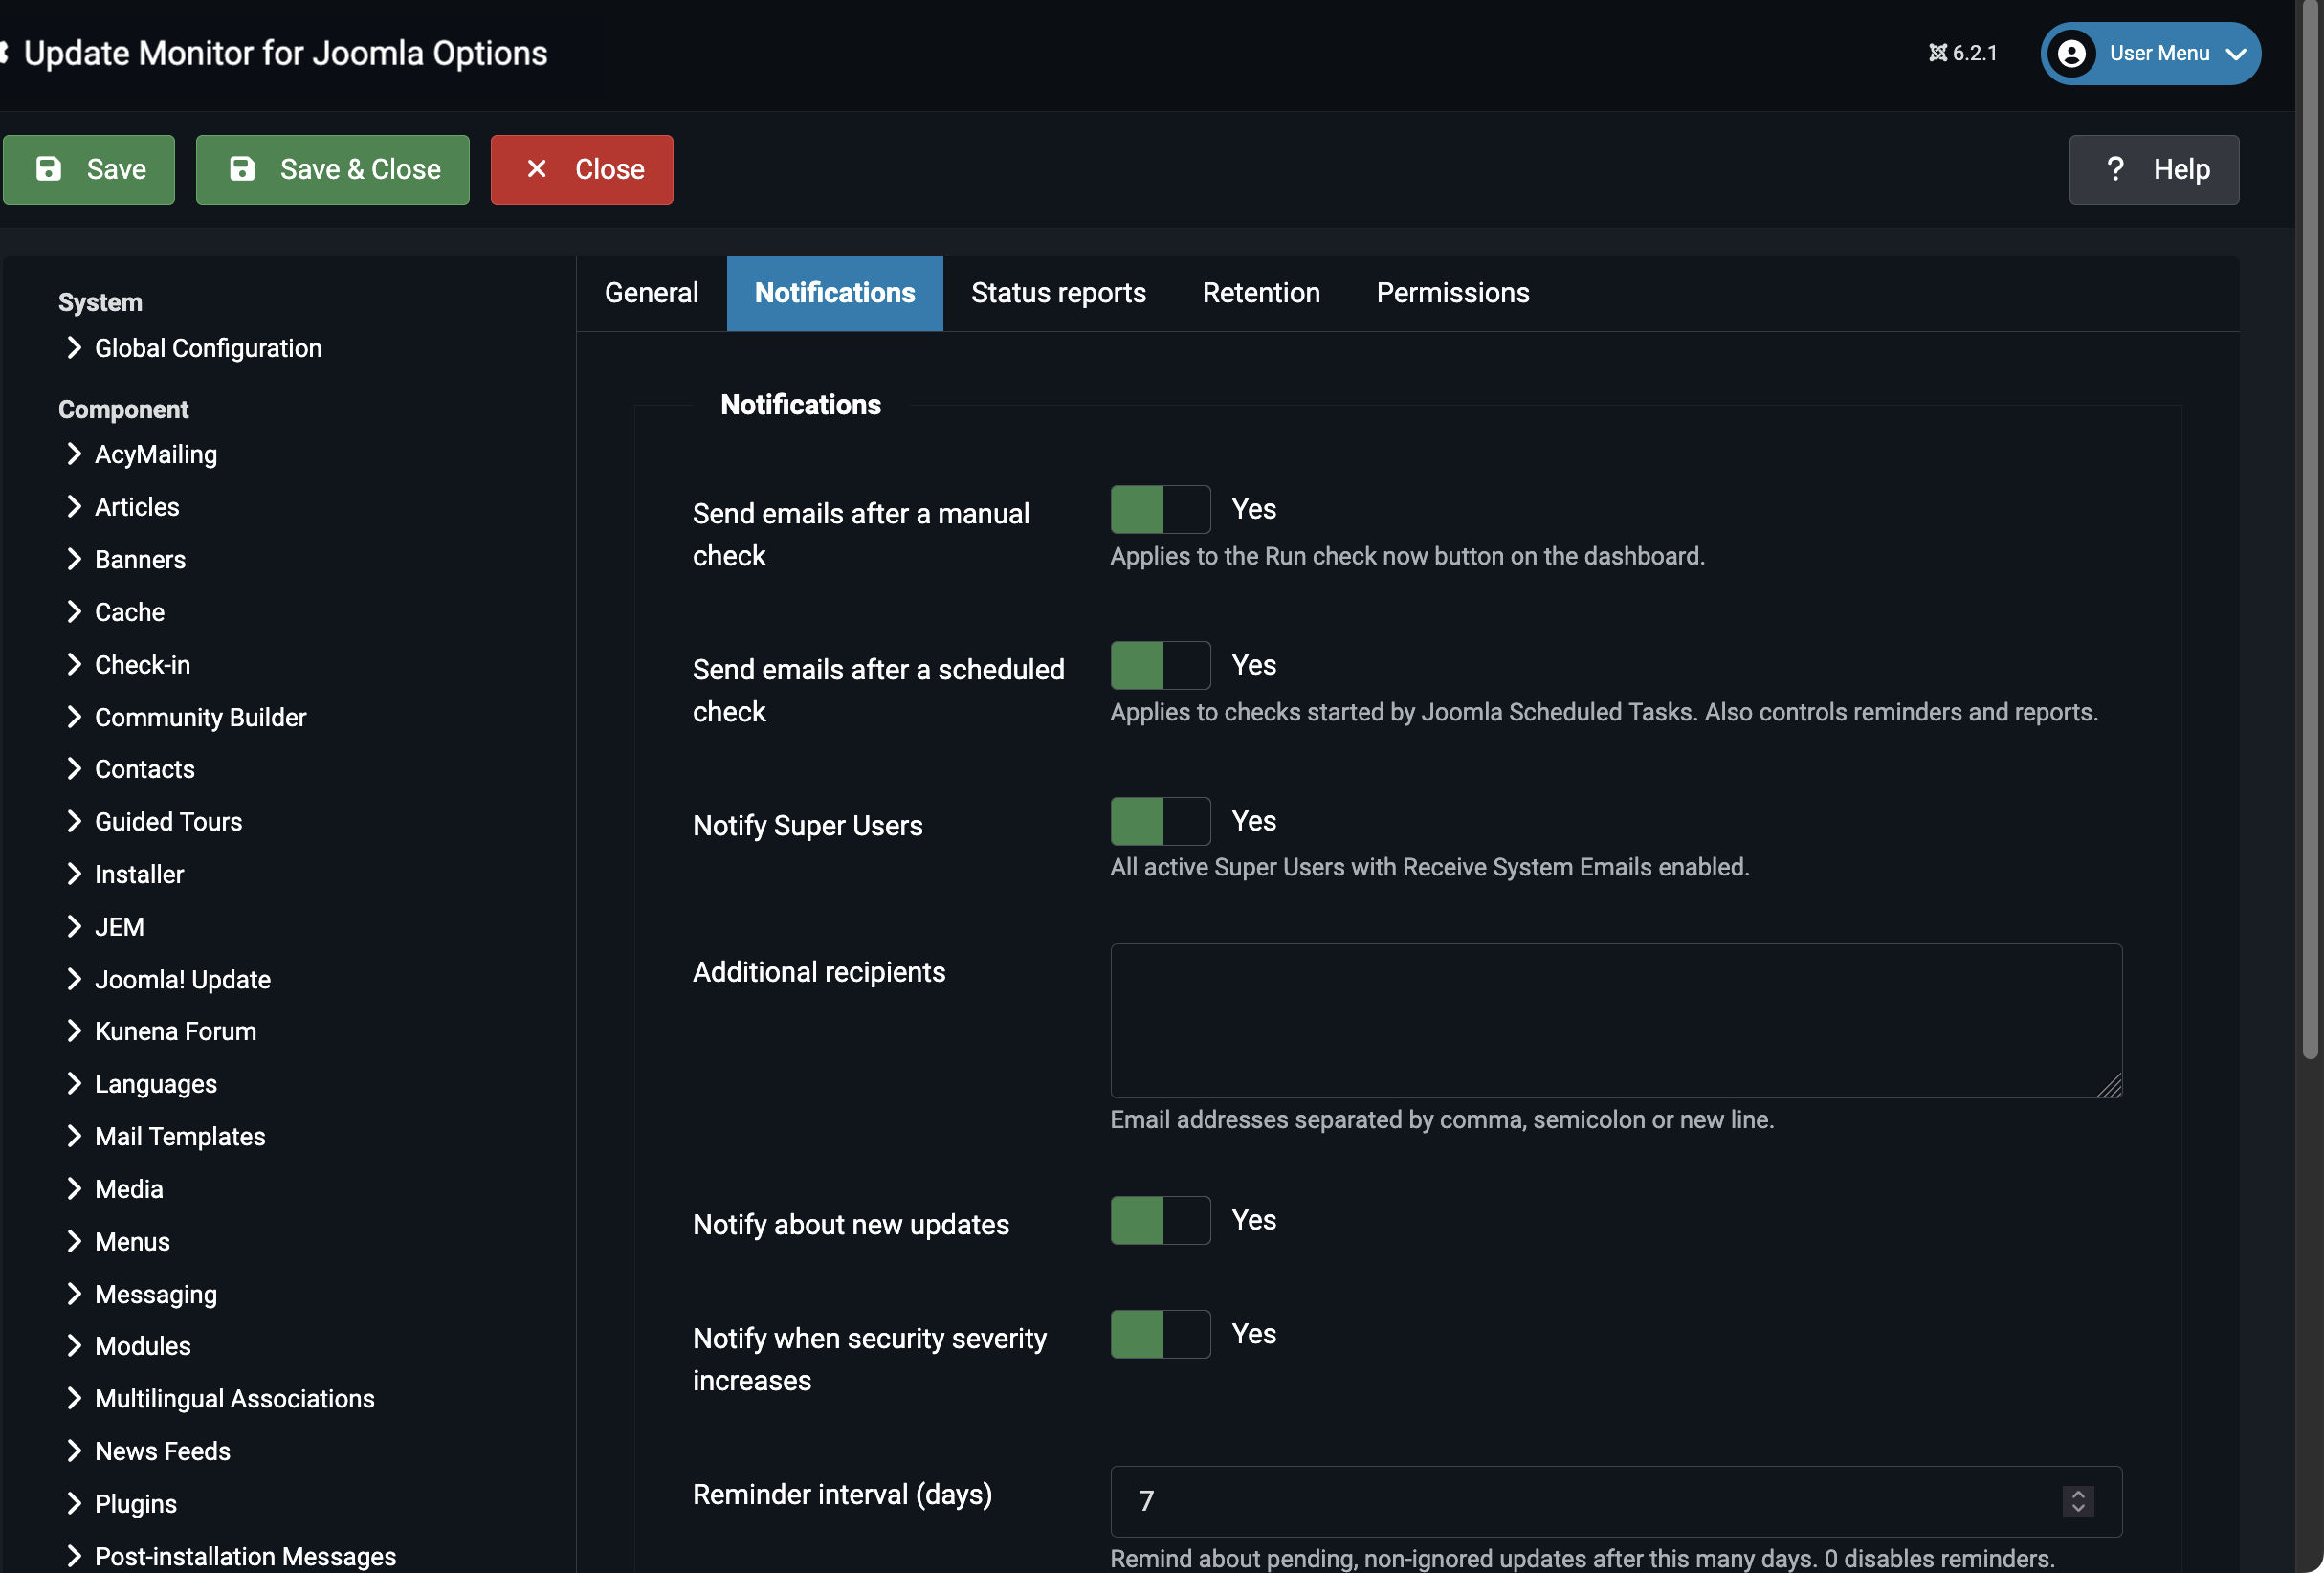 Update Monitor for Joomla Options
6.2.1
User Menu
Save
Save & Close
Close
Help
System
Global Configuration
Component
AcyMailing
Articles
Banners
Cache
Check-in
Community Builder
Contacts
Guided Tours
Installer
JEM
Joomla! Update
Kunena Forum
Languages
Mail Templates
Media
Menus
Messaging
Modules
Multilingual Associations
News Feeds
Plugins
Post-installation Messages
General
Notifications
Status reports
Retention
Permissions
Notifications
Send emails after a manual
check
Yes
Applies to the Run check now button on the dashboard.
Send emails after a scheduled
check
Yes
Applies to checks started by Joomla Scheduled Tasks. Also controls reminders and reports.
Notify Super Users
Yes
All active Super Users with Receive System Emails enabled.
Additional recipients
Email addresses separated by comma, semicolon or new line.
Notify about new updates
Yes
Notify when security severity
increases
Yes
Reminder interval (days)
7
Remind about pending, non-ignored updates after this many days. 0 disables reminders.